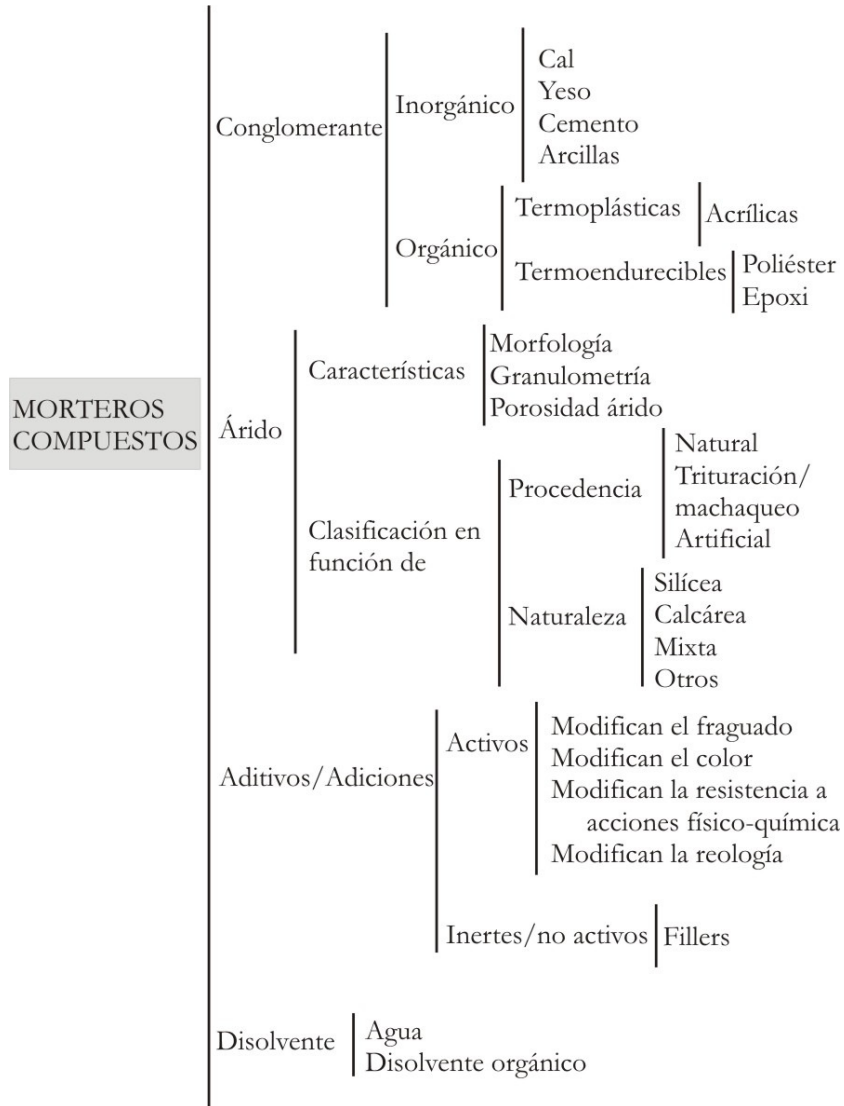 MORTEROS
COMPUESTOS
Conglomerante
Inorgánico
Cal
Yeso
Cemento
Arcillas
Orgánico
Termoplásticas
Acrílicas
Termoendurecibles
Poliéster
Epoxi
Árido
Características
Morfología
Granulometría
Porosidad árido
Clasificación en
función de
Procedencia
Natural
Trituración/
machaqueo
Artificial
Naturaleza
Silícea
Calcárea
Mixta
Otros
Aditivos/Adiciones
Activos
Modifican el fraguado
Modifican el color
Modifican la resistencia a
acciones físico-química
Modifican la reología
Inertes/no activos
Fillers
Disolvente
Agua
Disolvente orgánico